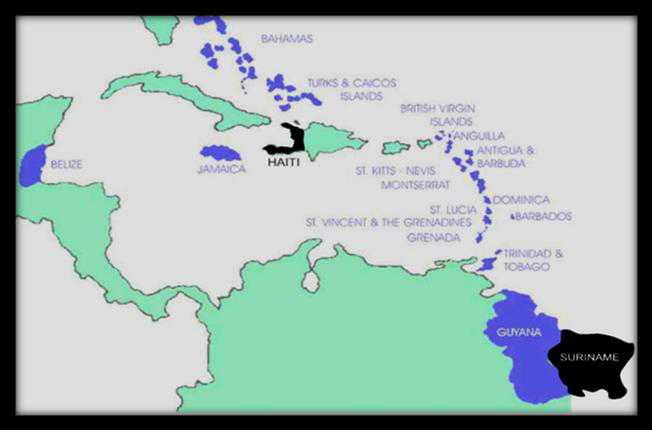 BAHAMAS
TURKS & CAICOS
ISLANDS
BRITISH VIRGIN
ISLANDS
ANGUILLA
ANTIGUA &
BARBUDA
HAITI
BELIZE
JAMAICA
ST. KITTS - NEVIS
MONTSERRAT
DOMINICA
ST. LUCIA
BARBADOS
ST. VINCENT & THE GRENADINES
GRENADA
TRINIDAD &
TOBAGO
GUYANA
SURINAME